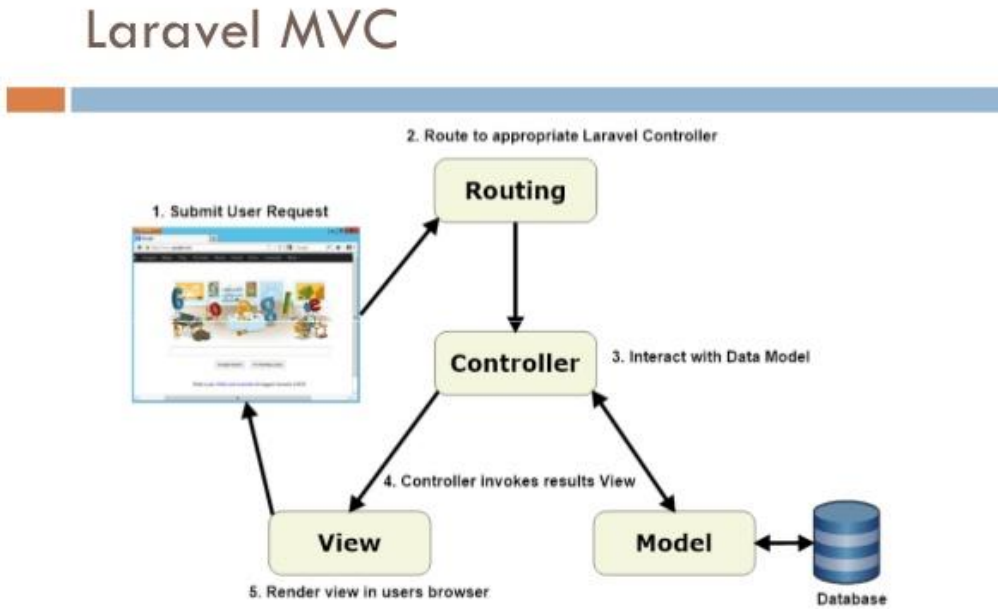 Laravel MVC
2. Route to appropriate Laravel Controller
Routing
1. Submit User Request
Google
Controller
3. Interact with Data Model
4. Controller invokes results View
View
Model
5. Render view in users browser
Database